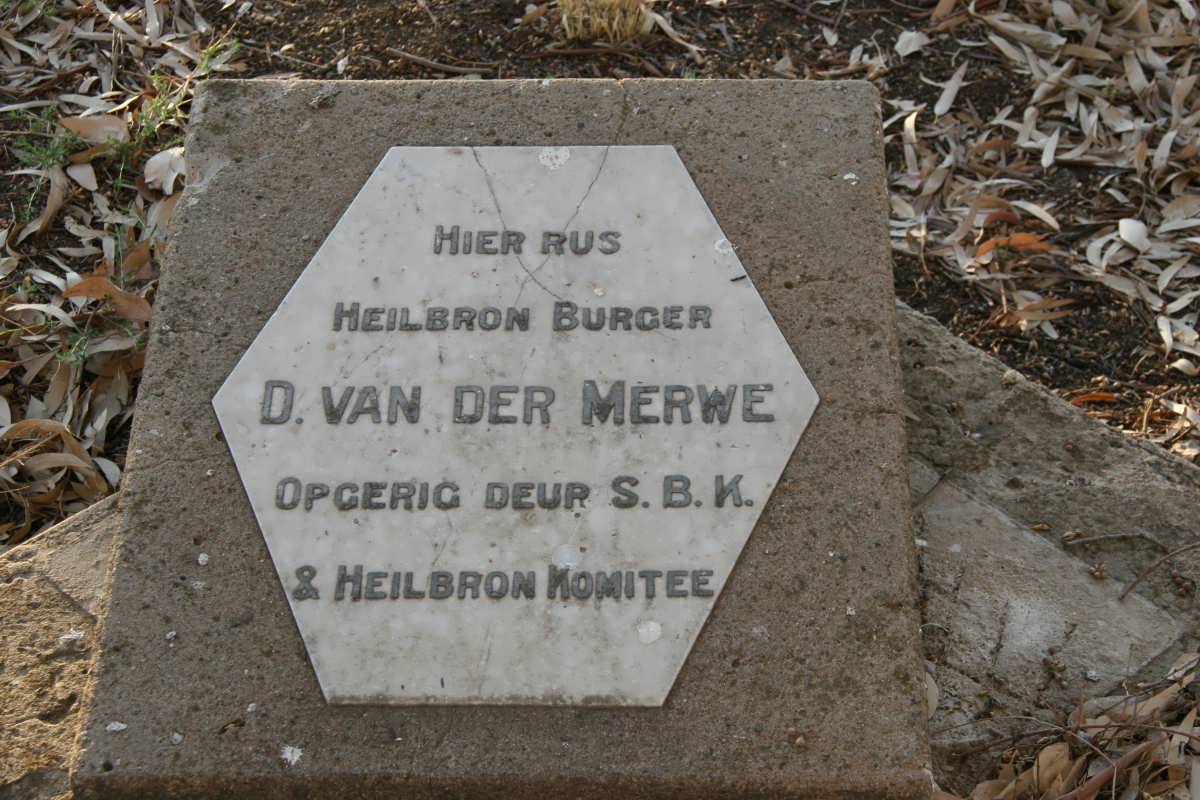 Hier rus
Heilbron Burger
D. van der Merwe
Opgerig deur S.B.K.
& Heilbron Komitee